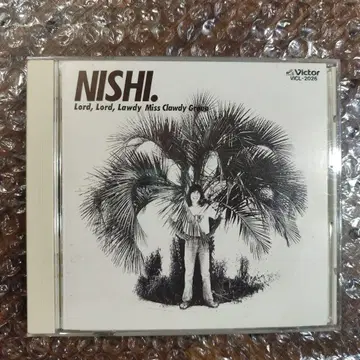 NISHI.
Victor
VICL-2026
Lord, Lord, Lawdy Miss Clawdy Green